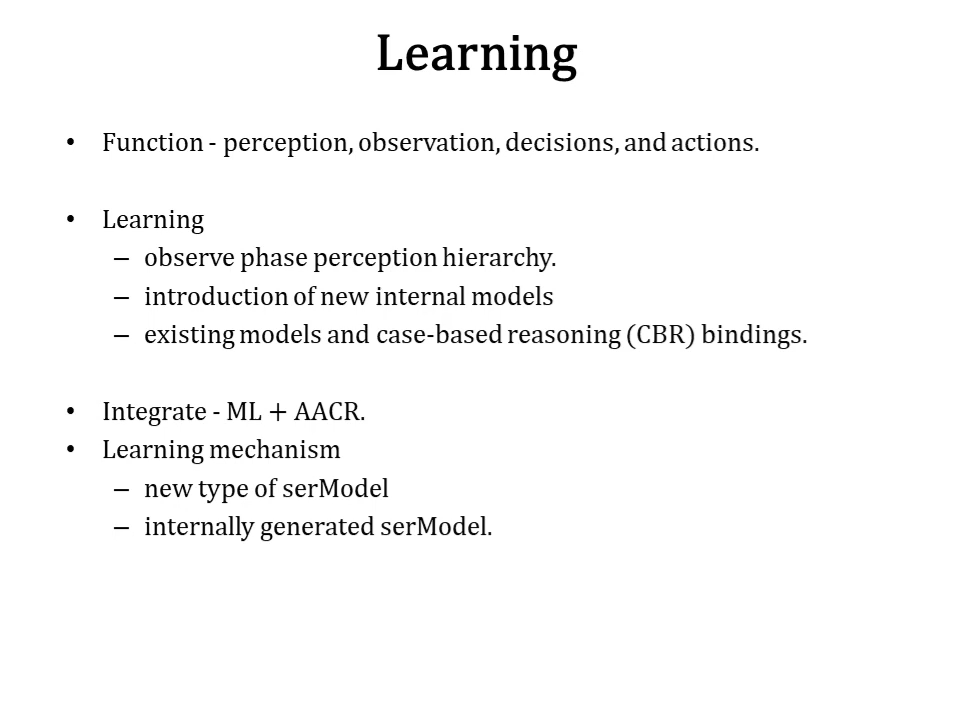 Learning
• Function - perception, observation, decisions, and actions.
• Learning
– observe phase perception hierarchy.
– introduction of new internal models
– existing models and case-based reasoning (CBR) bindings.
• Integrate - ML + AACR.
• Learning mechanism
– new type of serModel
– internally generated serModel.